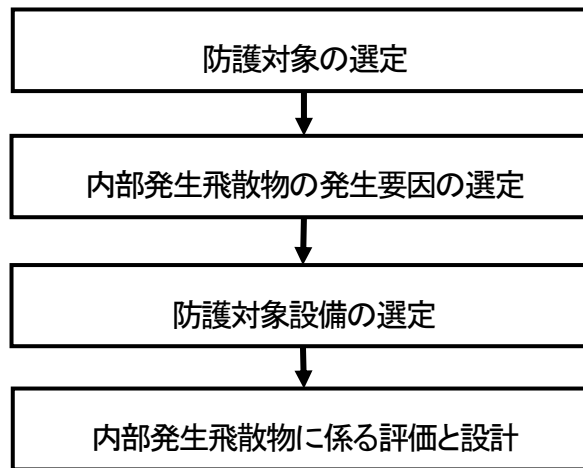 防護対象の選定
内部発生飛散物の発生要因の選定
防護対象設備の選定
内部発生飛散物に係る評価と設計